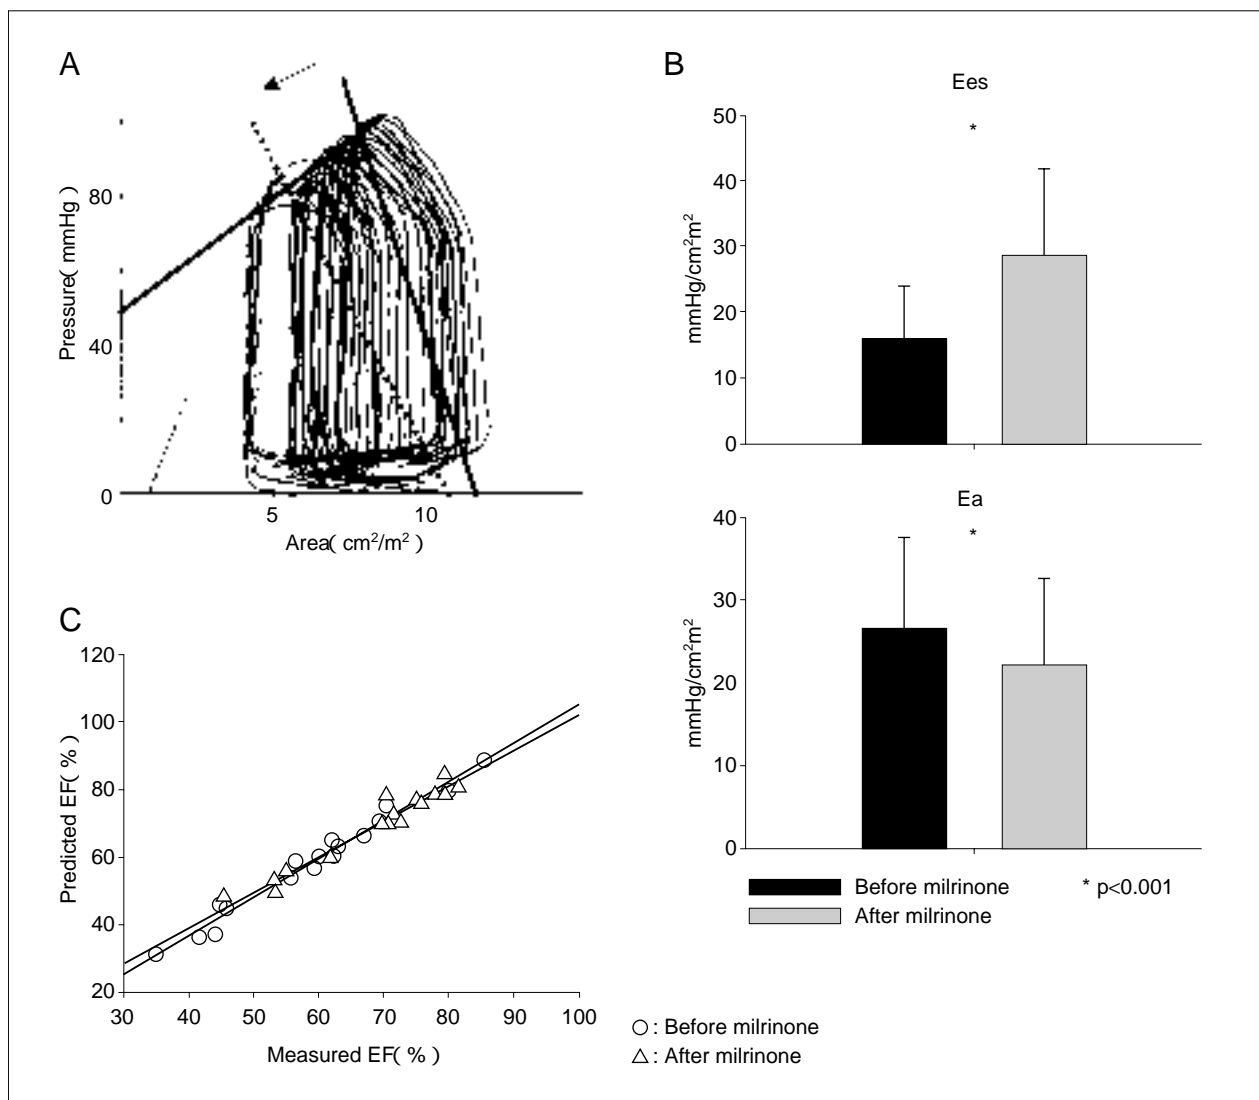 A
Pressure( mmHg )
80
40
0
5
10
Area( cm²/m² )
B
Ees
mmHg/cm²m²
50
40
30
20
10
0
*
Ea
mmHg/cm²m²
40
30
20
10
0
*
Before milrinone
* p<0.001
After milrinone
C
Predicted EF( % )
120
100
80
60
40
20
30 40 50 60 70 80 90 100
Measured EF( % )
: Before milrinone
: After milrinone